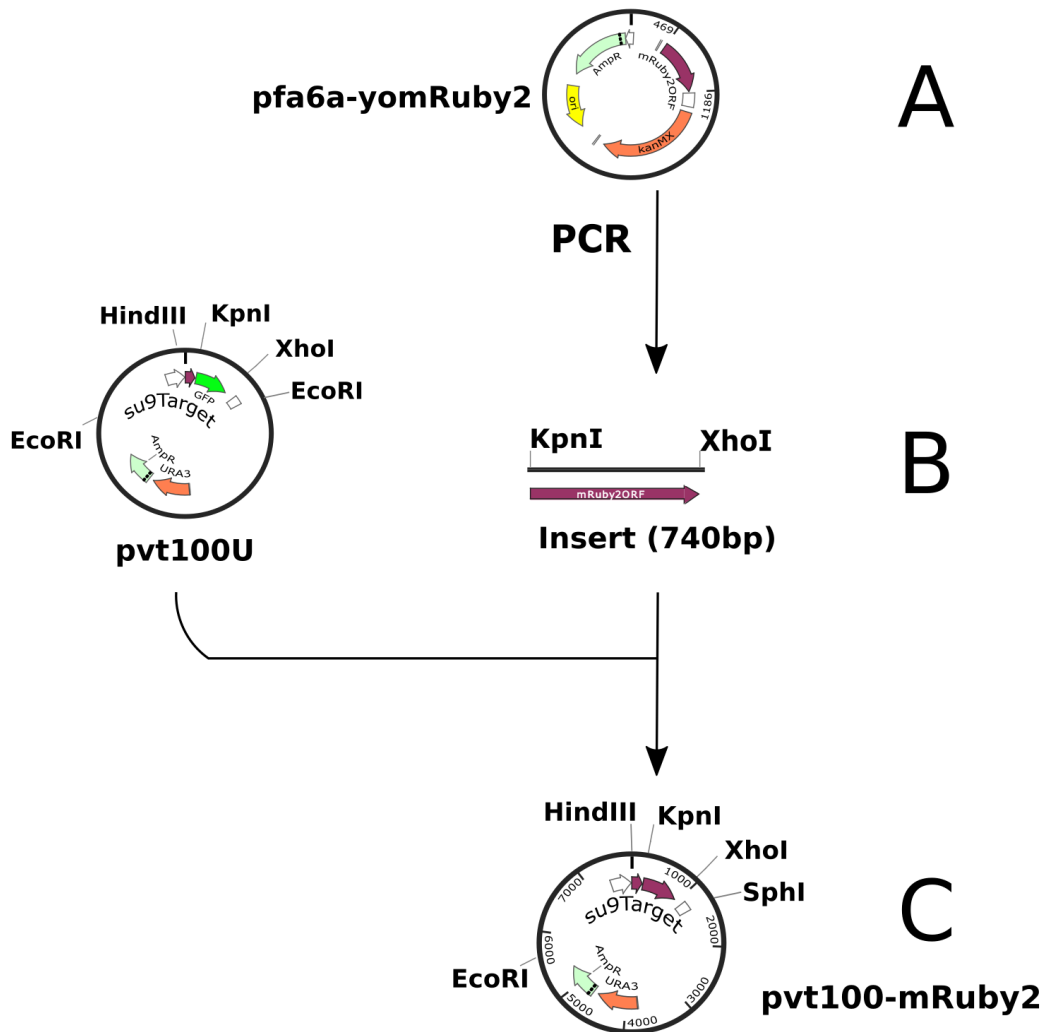 A
pfa6a-yomRuby2
469
AmpR
mRuby2ORF
ori
1186
kanMX
PCR
HindIII
KpnI
XhoI
EcoRI
GFP
su9Target
EcoRI
AmpR
URA3
pvt100U
B
KpnI
XhoI
mRuby2ORF
Insert (740bp)
HindIII
KpnI
XhoI
SphI
1000
7000
su9Target
2000
6000
AmpR
URA3
EcoRI
5000
4000
3000
C
pvt100-mRuby2